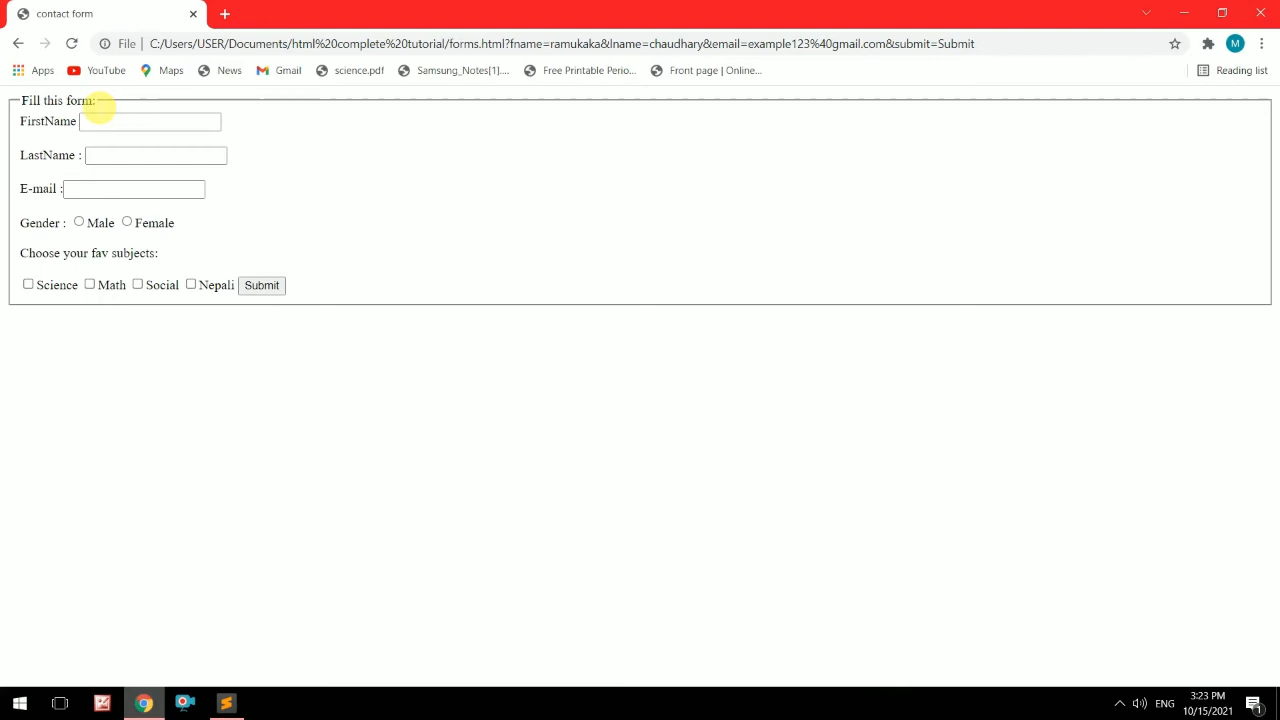 contact form
File C:/Users/USER/Documents/html%20complete%20tutorial/forms.html?fname=ramukaka&lname=chaudhary&email=example123%40gmail.com&submit=Submit M
Apps YouTube Maps News Gmail science.pdf Samsung_Notes[1].... Free Printable Perio... Front page | Online... Reading list
Fill this form:
FirstName
LastName :
E-mail :
Gender : Male Female
Choose your fav subjects:
Science Math Social Nepali Submit
ENG 3:23 PM
10/15/2021 1